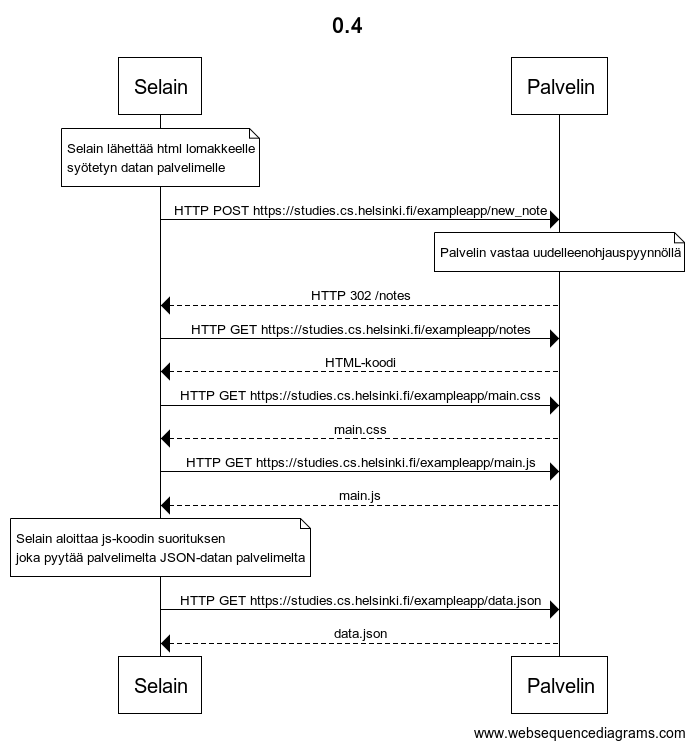 0.4
Selain
Palvelin
Selain lähettää html lomakkeelle
syötetyn datan palvelimelle
HTTP POST https://studies.cs.helsinki.fi/exampleapp/new_note
Palvelin vastaa uudelleenohjauspyynnöllä
HTTP 302 /notes
HTTP GET https://studies.cs.helsinki.fi/exampleapp/notes
HTML-koodi
HTTP GET https://studies.cs.helsinki.fi/exampleapp/main.css
main.css
HTTP GET https://studies.cs.helsinki.fi/exampleapp/main.js
main.js
Selain aloittaa js-koodin suorituksen
joka pyytää palvelimelta JSON-datan palvelimelta
HTTP GET https://studies.cs.helsinki.fi/exampleapp/data.json
data.json
Selain
Palvelin
www.websequencediagrams.com